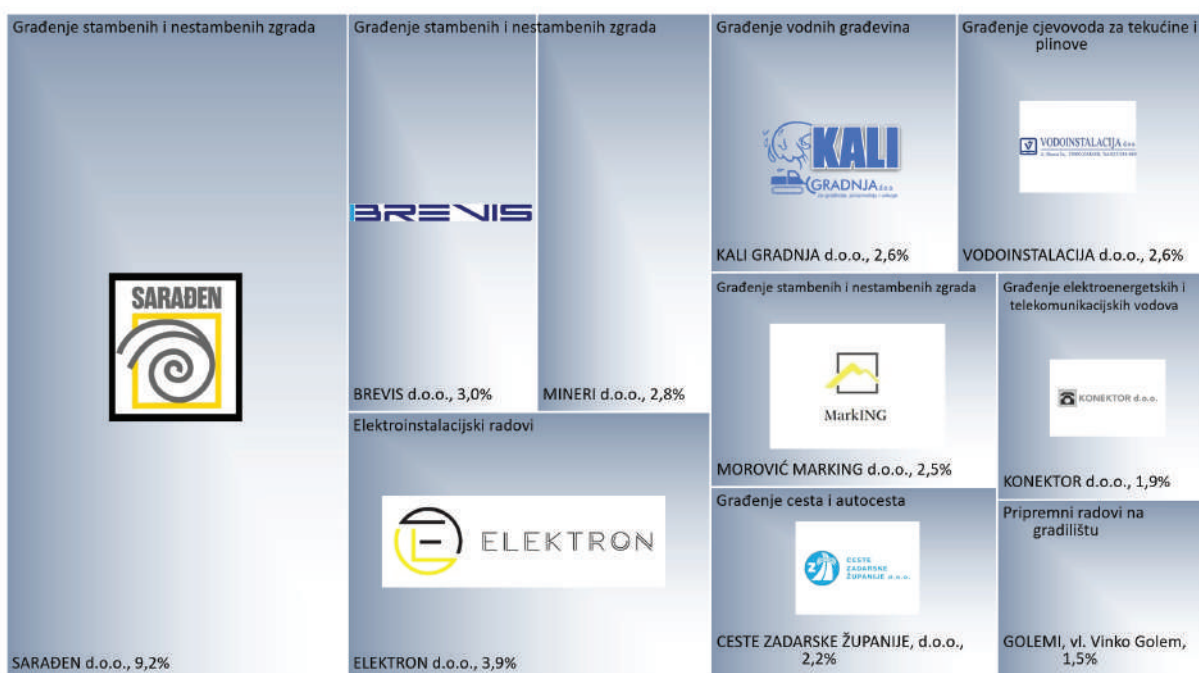 Građenje stambenih i nestambenih zgrada
SARAĐEN
SARAĐEN d.o.o., 9,2%
Građenje stambenih i nestambenih zgrada
BREVIS
BREVIS d.o.o., 3,0%
MINERI d.o.o., 2,8%
Elektroinstalacijski radovi
ELEKTRON
ELEKTRON d.o.o., 3,9%
Građenje vodnih građevina
KALI
GRADNJA d.o.o.
KALI GRADNJA d.o.o., 2,6%
Građenje cjevovoda za tekućine i
plinove
VODOINSTALACIJA d.o.o.
VODOINSTALACIJA d.o.o., 2,6%
Građenje stambenih i nestambenih zgrada
MarkING
MOROVIĆ MARKING d.o.o., 2,5%
Građenje elektroenergetskih i
telekomunikacijskih vodova
KONEKTOR d.o.o.
KONEKTOR d.o.o., 1,9%
Građenje cesta i autocesta
CESTE
ZADARSKE
ŽUPANIJE d.o.o.
CESTE ZADARSKE ŽUPANIJE, d.o.o.,
2,2%
Pripremni radovi na
gradilištu
GOLEMI, vl. Vinko Golem,
1,5%